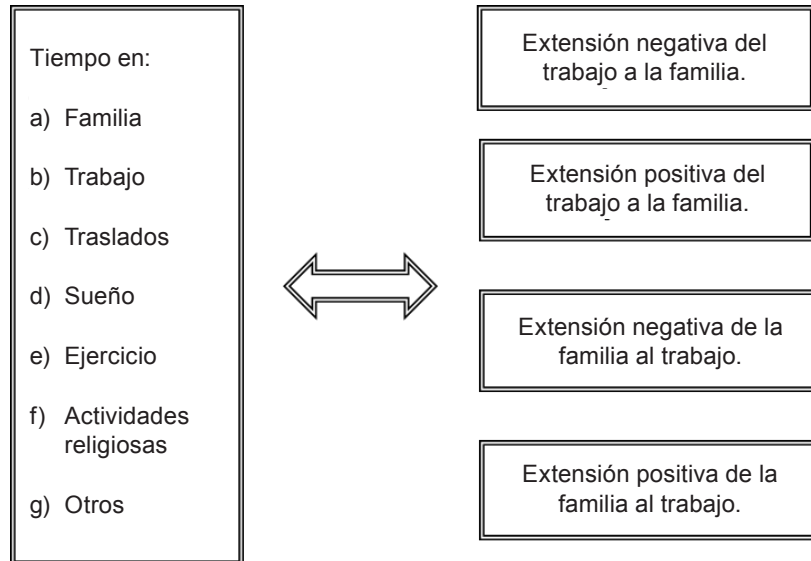 Tiempo en:
a) Familia
b) Trabajo
c) Traslados
d) Sueño
e) Ejercicio
f) Actividades
religiosas
g) Otros
Extensión negativa del
trabajo a la familia.
Extensión positiva del
trabajo a la familia.
Extensión negativa de la
familia al trabajo.
Extensión positiva de la
familia al trabajo.